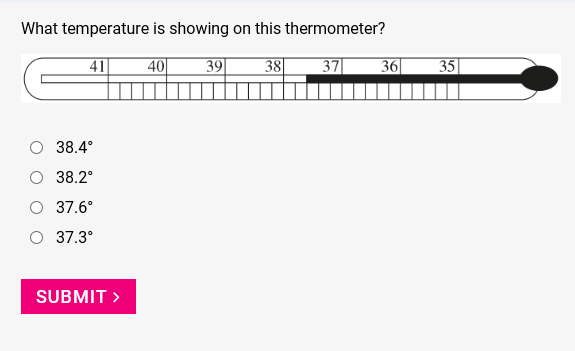 What temperature is showing on this thermometer?
41 40 39 38 37 36 35
38.4°
38.2°
37.6°
37.3°
SUBMIT >